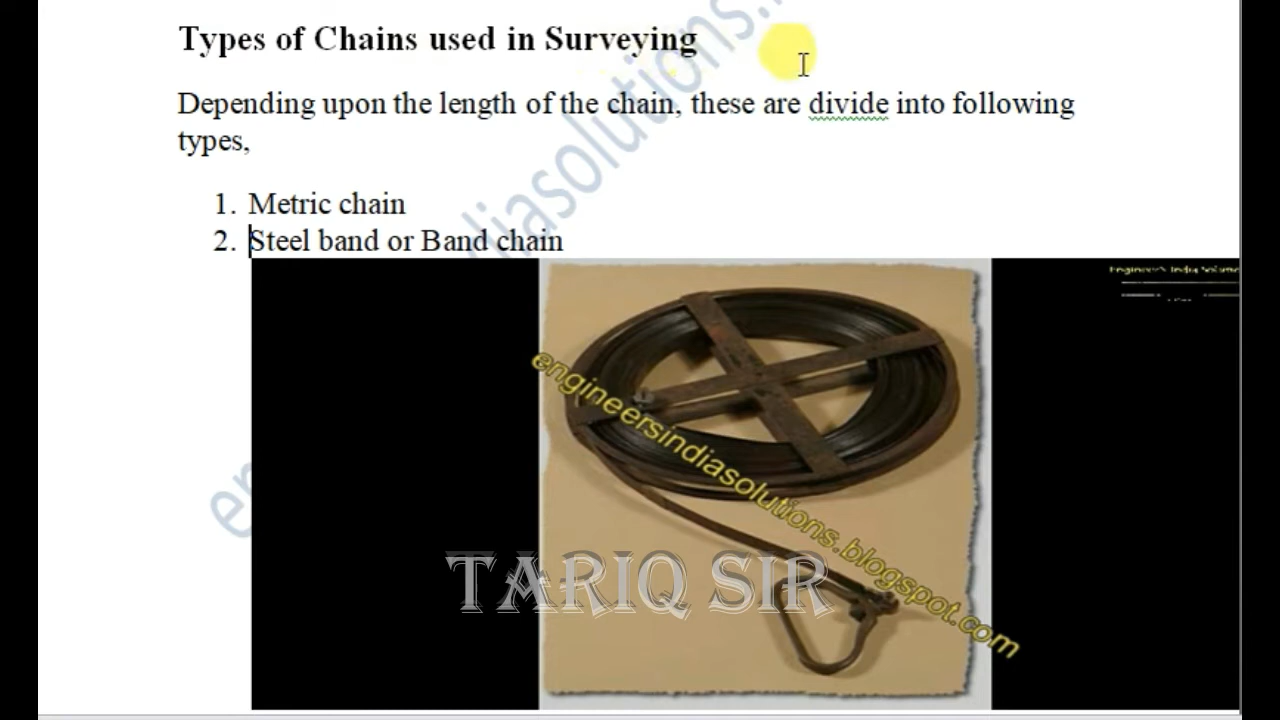 Types of Chains used in Surveying
Depending upon the length of the chain, these are divide into following
types,
1. Metric chain
2. Steel band or Band chain
engineersindiasolutions.blogspot.com
TARIQ SIR